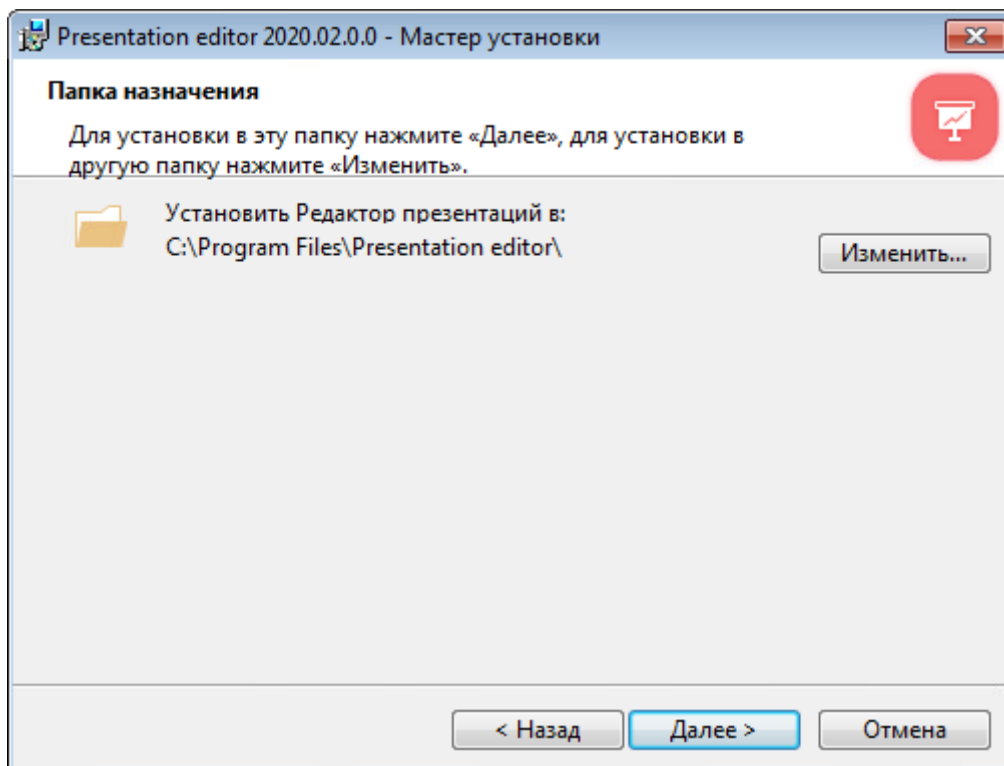 Presentation editor 2020.02.0.0 - Мастер установки
Папка назначения
Для установки в эту папку нажмите «Далее», для установки в
другую папку нажмите «Изменить».
Установить Редактор презентаций в:
C:\Program Files\Presentation editor\
Изменить...
< Назад
Далее >
Отмена